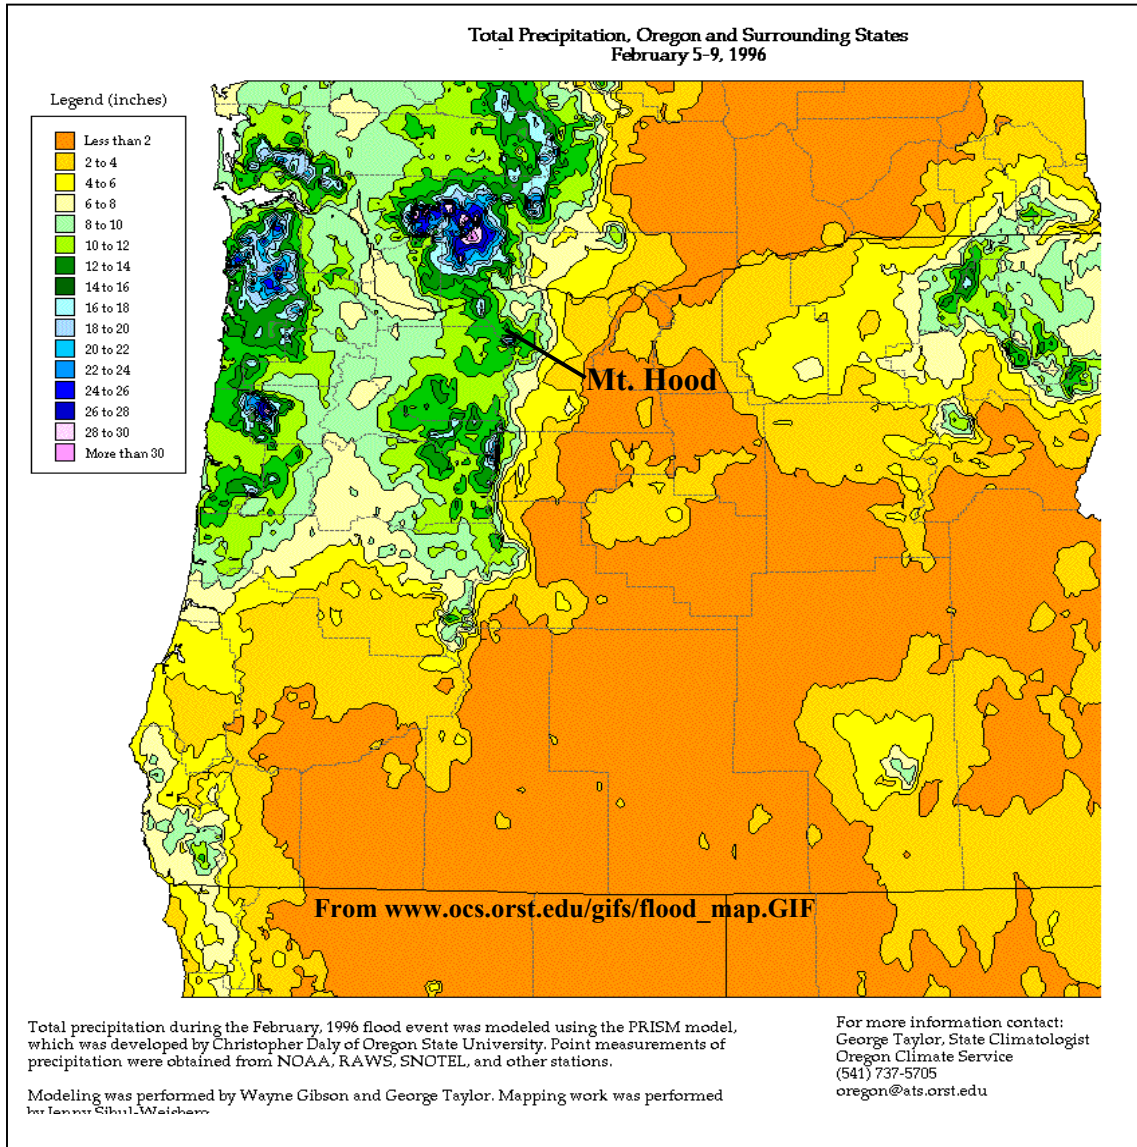 Total Precipitation, Oregon and Surrounding States
February 5-9, 1996
Legend (inches)
Less than 2
2 to 4
4 to 6
6 to 8
8 to 10
10 to 12
12 to 14
14 to 16
16 to 18
18 to 20
20 to 22
22 to 24
24 to 26
26 to 28
28 to 30
More than 30
Mt. Hood
From www.ocs.orst.edu/gifs/flood_map.GIF
Total precipitation during the February, 1996 flood event was modeled using the PRISM model,
which was developed by Christopher Daly of Oregon State University. Point measurements of
precipitation were obtained from NOAA, RAWS, SNOTEL, and other stations.
Modeling was performed by Wayne Gibson and George Taylor. Mapping work was performed
by Jenny Sibul-Weisberg
For more information contact:
George Taylor, State Climatologist
Oregon Climate Service
(541) 737-5705
oregon@ats.orst.edu